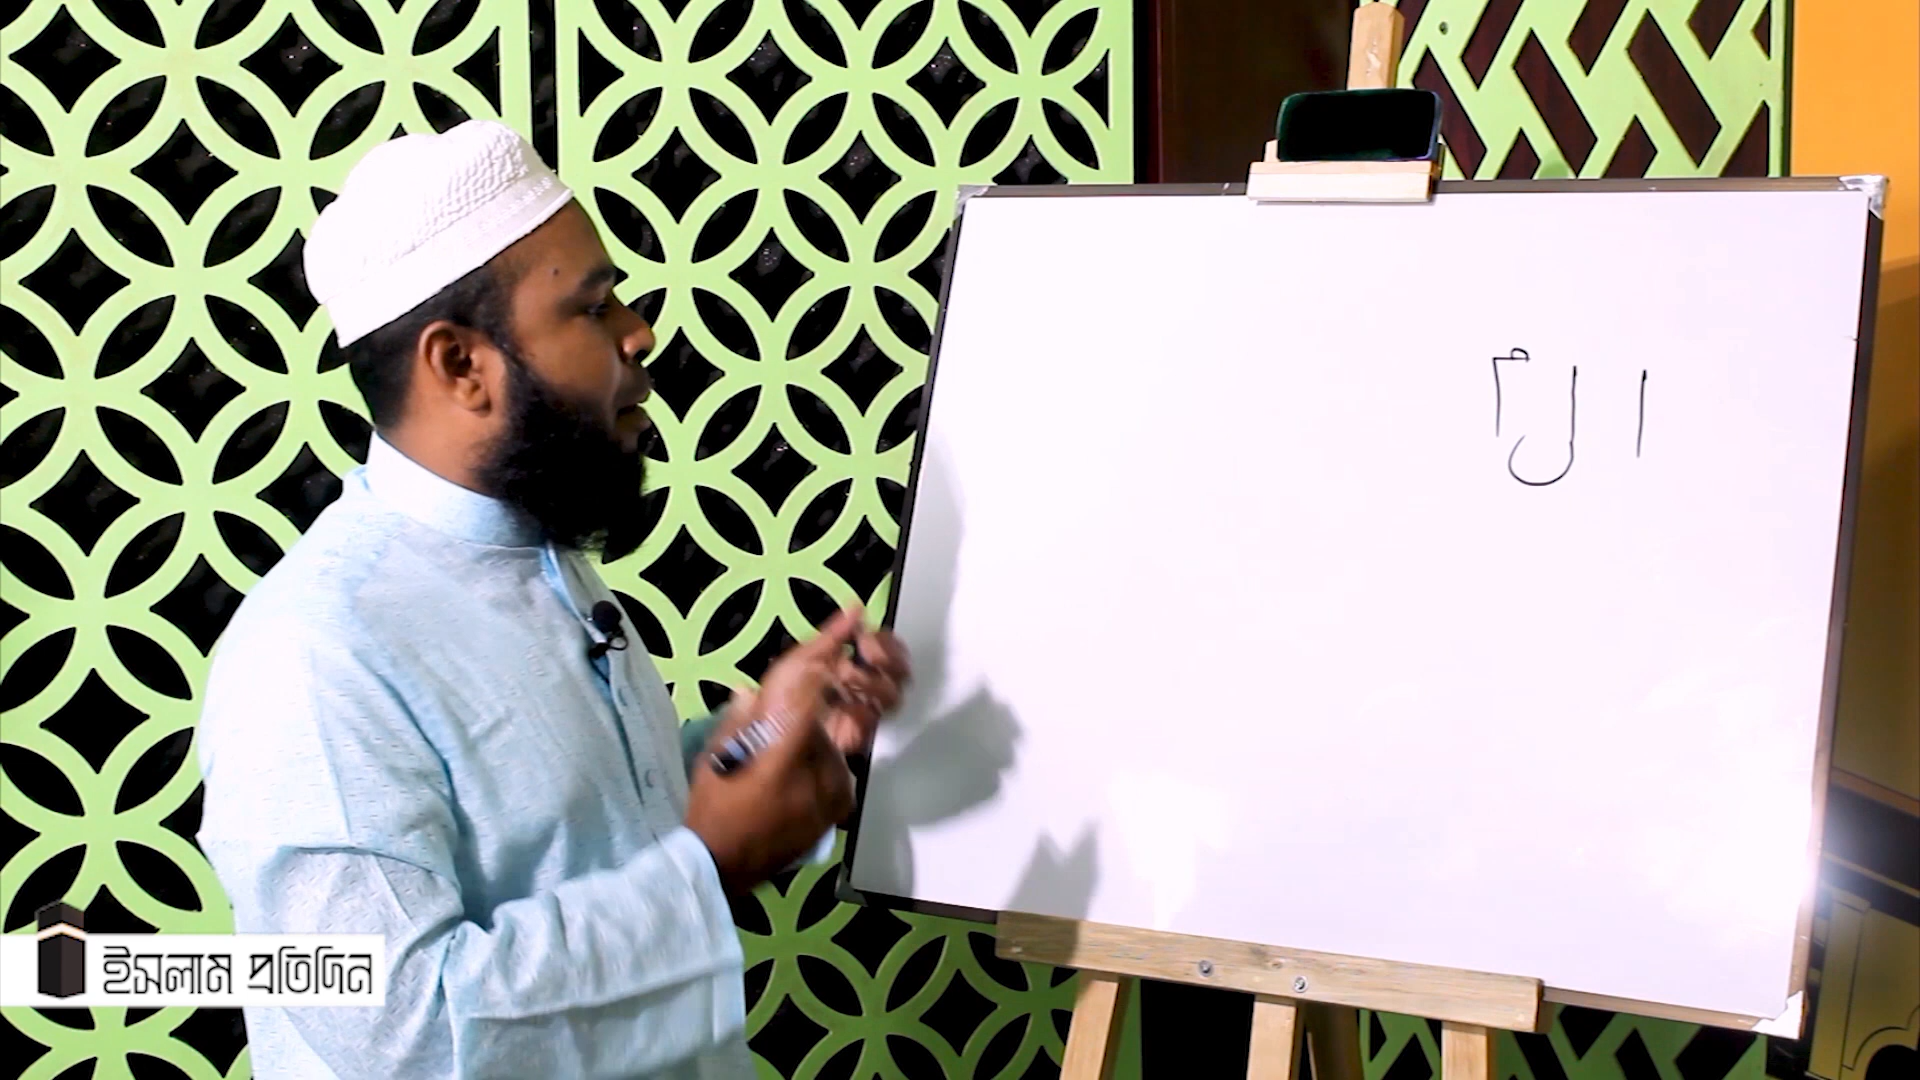 ا ل م
ইসলাম প্রতিদিন